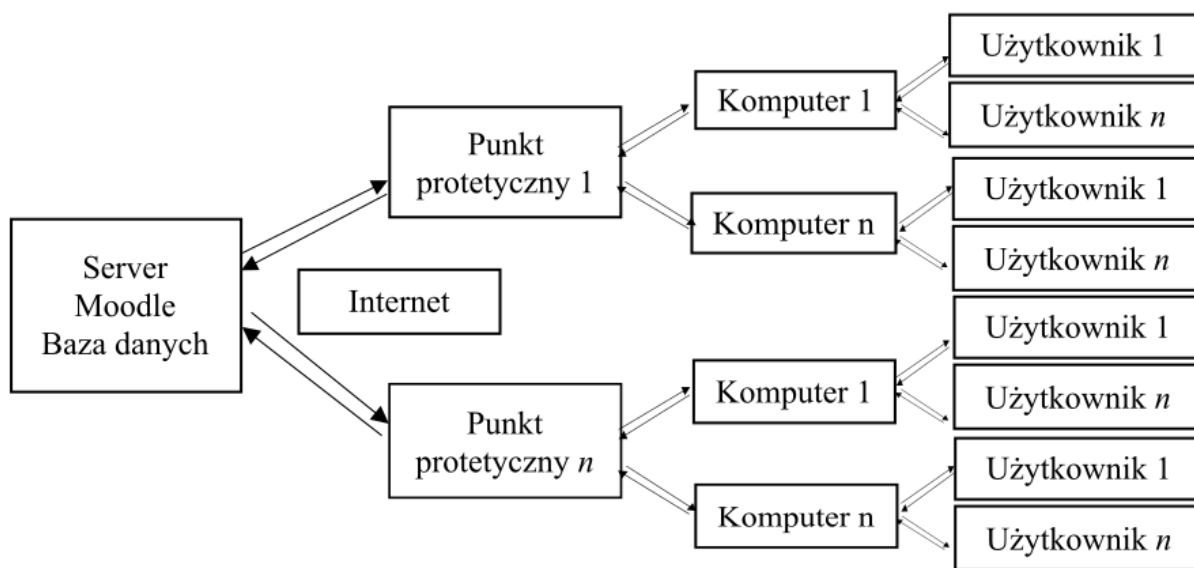 Użytkownik 1
Komputer 1
Użytkownik n
Punkt
protetyczny 1
Użytkownik 1
Komputer n
Użytkownik n
Server
Moodle
Baza danych
Internet
Użytkownik 1
Komputer 1
Użytkownik n
Punkt
protetyczny n
Użytkownik 1
Komputer n
Użytkownik n